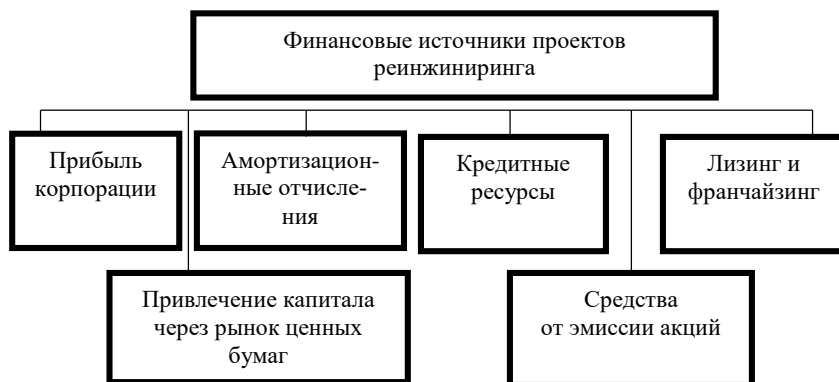 Финансовые источники проектов
реинжиниринга
Прибыль
корпорации
Амортизацион-
ные отчисле-
ния
Кредитные
ресурсы
Лизинг и
франчайзинг
Привлечение капитала
через рынок ценных
бумаг
Средства
от эмиссии акций